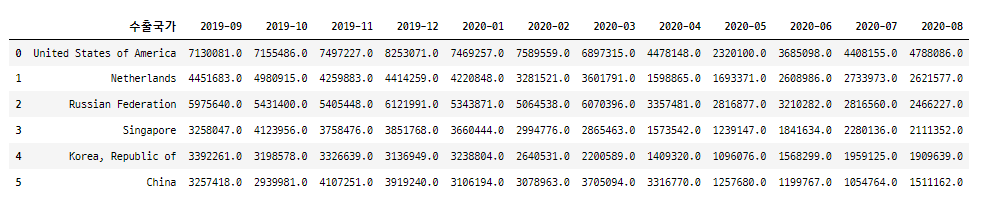 수출국가 2019-09 2019-10 2019-11 2019-12 2020-01 2020-02 2020-03 2020-04 2020-05 2020-06 2020-07 2020-08
0 United States of America 7130081.0 7155486.0 7497227.0 8253071.0 7469257.0 7589559.0 6897315.0 4478148.0 2320100.0 3685098.0 4408155.0 4788086.0
1 Netherlands 4451683.0 4980915.0 4259883.0 4414259.0 4220848.0 3281521.0 3601791.0 1598865.0 1693371.0 2608986.0 2733973.0 2621577.0
2 Russian Federation 5975640.0 5431400.0 5405448.0 6121991.0 5343871.0 5064538.0 6070396.0 3357481.0 2816877.0 3210282.0 2816560.0 2466227.0
3 Singapore 3258047.0 4123956.0 3758476.0 3851768.0 3660444.0 2994776.0 2865463.0 1573542.0 1239147.0 1841634.0 2280136.0 2111352.0
4 Korea, Republic of 3392261.0 3198578.0 3326639.0 3136949.0 3238804.0 2640531.0 2200589.0 1409320.0 1096076.0 1568299.0 1959125.0 1909639.0
5 China 3257418.0 2939981.0 4107251.0 3919240.0 3106194.0 3078963.0 3705094.0 3316770.0 1257680.0 1199767.0 1054764.0 1511162.0